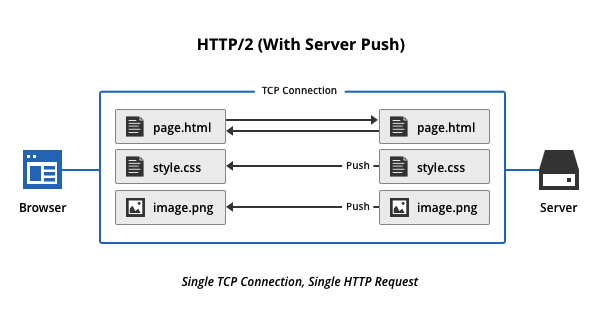 HTTP/2 (With Server Push)
TCP Connection
page.html page.html
style.css Push style.css
image.png Push image.png
Browser Server
Single TCP Connection, Single HTTP Request